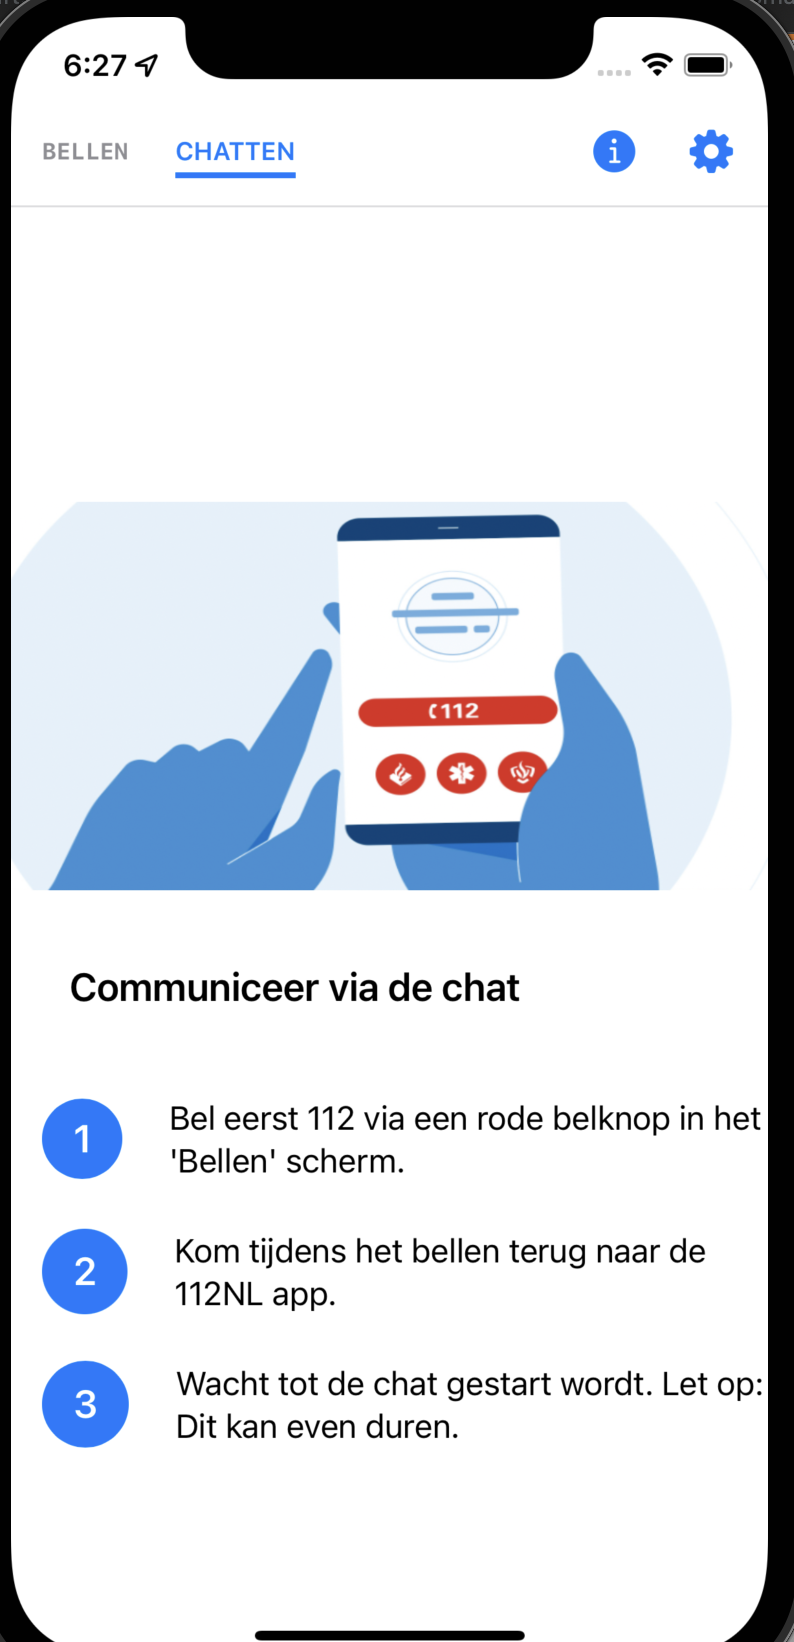 6:27
BELLEN CHATTEN
112
Communiceer via de chat
1 Bel eerst 112 via een rode belknop in het
'Bellen' scherm.
2 Kom tijdens het bellen terug naar de
112NL app.
3 Wacht tot de chat gestart wordt. Let op:
Dit kan even duren.